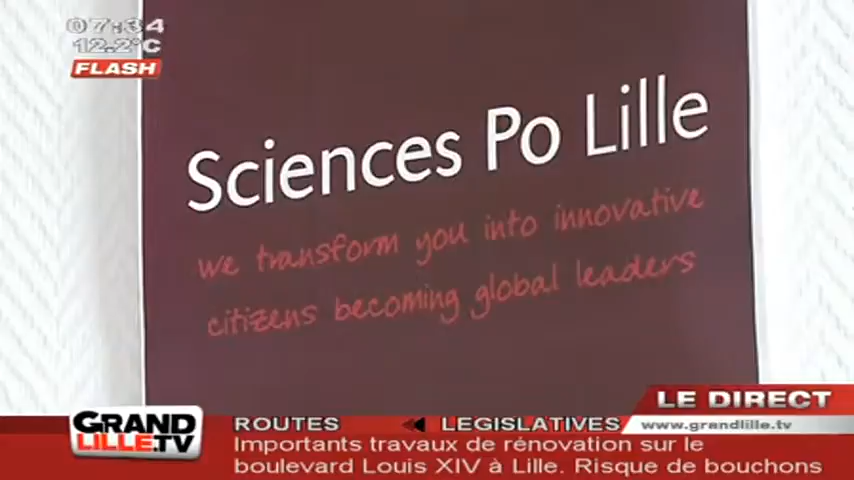 07:34
12.2°C
FLASH
Sciences Po Lille
we transform you into innovative
citizens becoming global leaders
LE DIRECT
www.grandlille.tv
GRAND
LILLE.TV
ROUTES LEGISLATIVES
Importants travaux de rénovation sur le
boulevard Louis XIV à Lille. Risque de bouchons